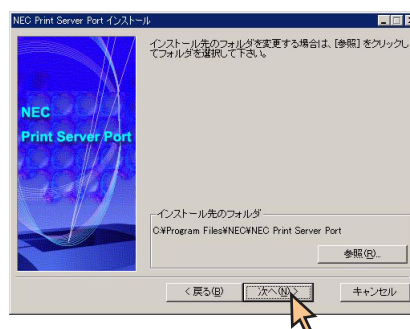 NEC Print Server Port インストール
インストール先のフォルダを変更する場合は、[参照] をクリックし
てフォルダを選択して下さい。
NEC
Print Server Port
インストール先のフォルダ
C:¥Program Files¥NEC¥NEC Print Server Port
参照(R)...
< 戻る(B)
次へ(N) >
キャンセル